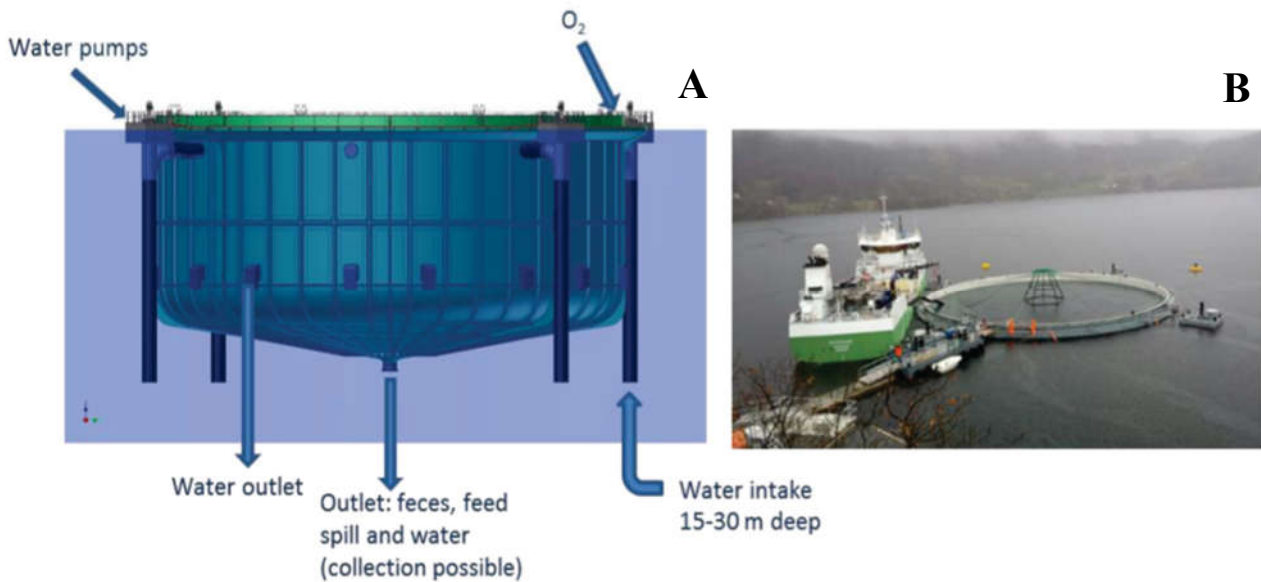 Water pumps
O₂
A
B
Water outlet
Outlet: feces, feed
spill and water
(collection possible)
Water intake
15-30 m deep